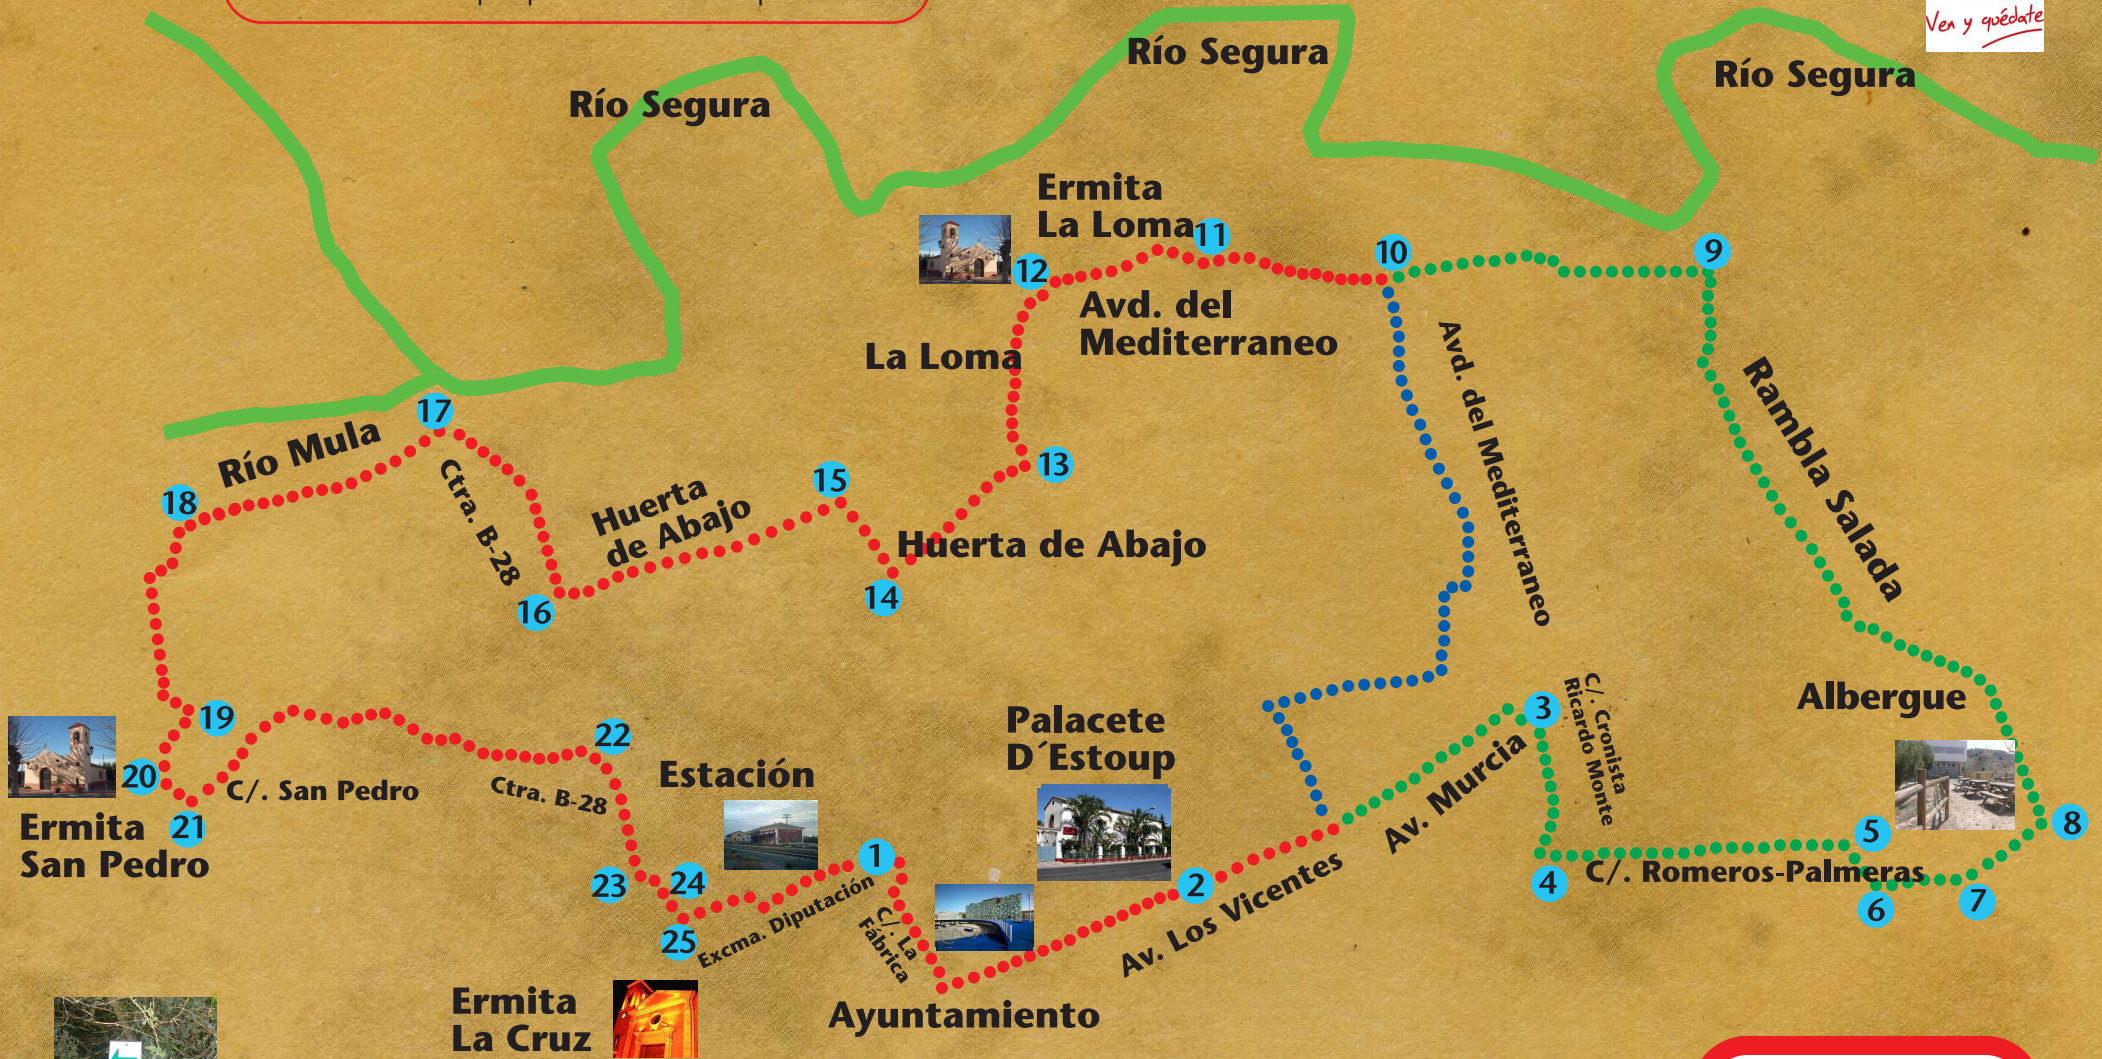 Ven y quédate
Río Segura
Río Segura
Río Segura
Ermita
La Loma
11
10
9
12
Avd. del
Mediterraneo
La Loma
Avd. del Mediterraneo
Rambla Salada
17
Río Mula
18
Ctra. B-28
Huerta
de Abajo
15
13
Huerta de Abajo
14
16
19
20
Ermita
San Pedro
21
C/. San Pedro
22
Ctra. B-28
Estación
Palacete
D´Estoup
3
C/. Cronista
Ricardo Monte
Albergue
Av. Murcia
8
5
C/. Romeros-Palmeras
4
6
7
1
2
23
24
25
Excma. Diputación
C/. La
Fábrica
Av. Los Vicentes
Ermita
La Cruz
Ayuntamiento